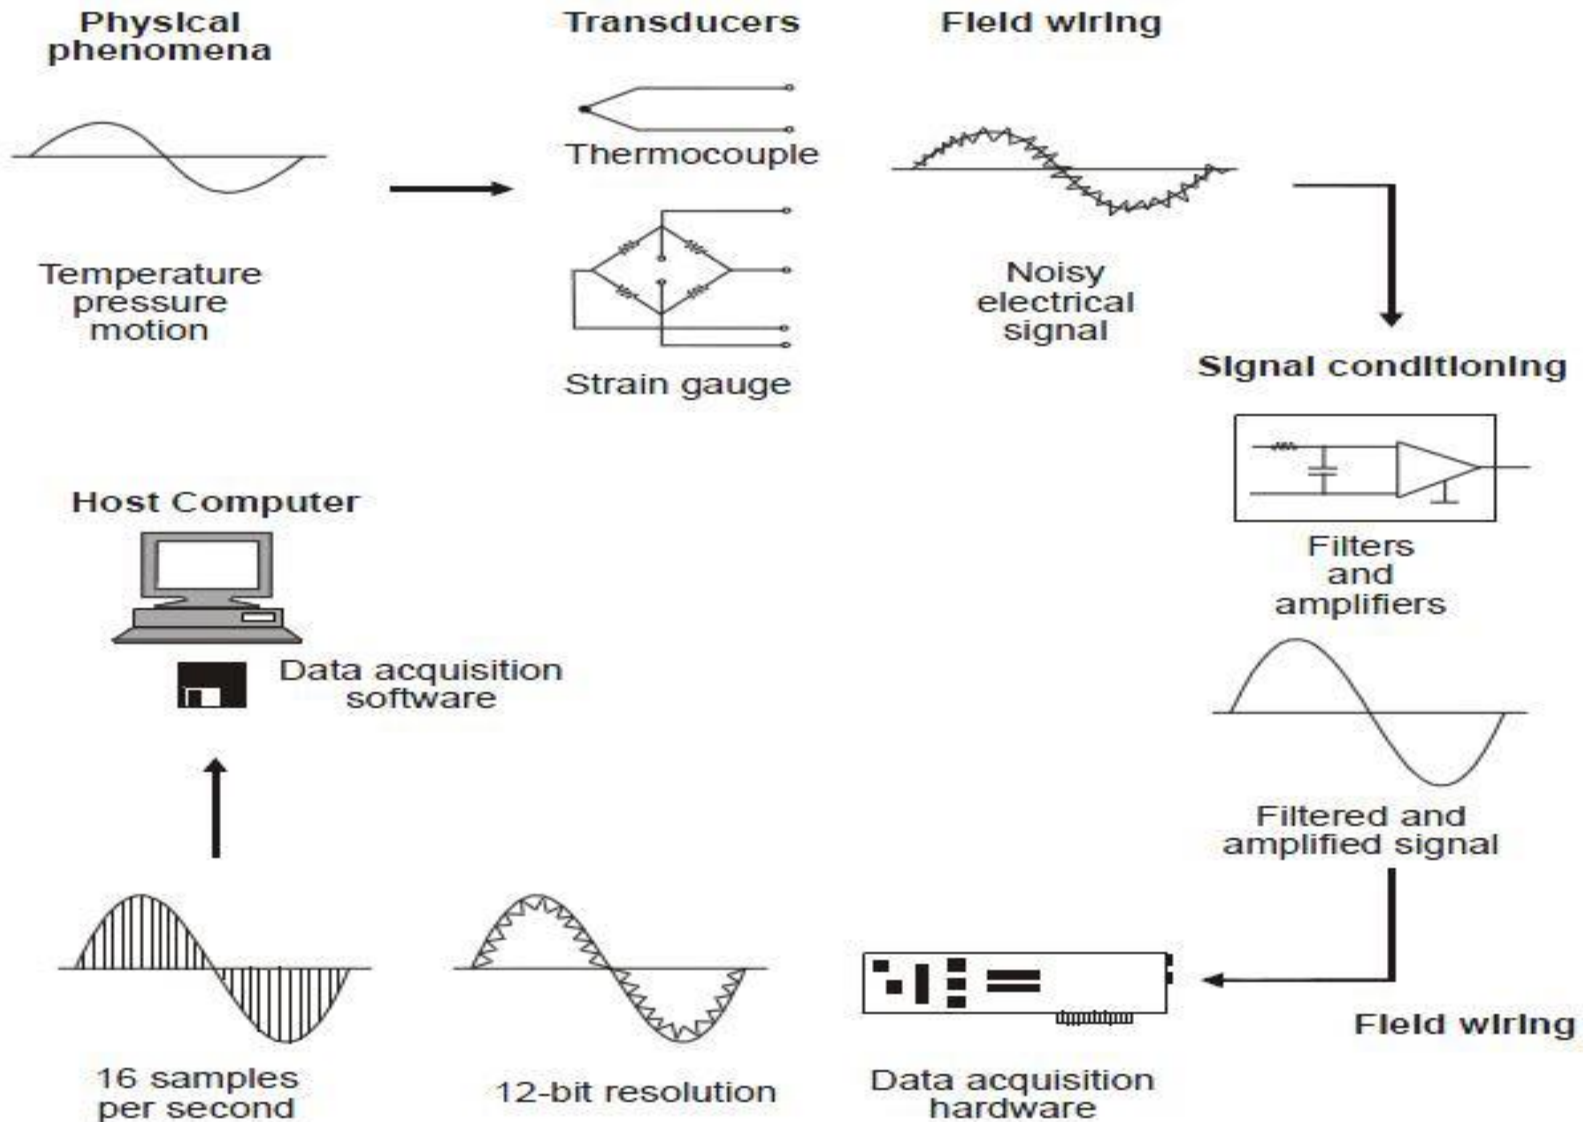 Physical
phenomena
Transducers
Field wiring
Thermocouple
Temperature
pressure
motion
Noisy
electrical
signal
Strain gauge
Signal conditioning
Filters
and
amplifiers
Host Computer
Data acquisition
software
Filtered and
amplified signal
Field wiring
16 samples
per second
12-bit resolution
Data acquisition
hardware